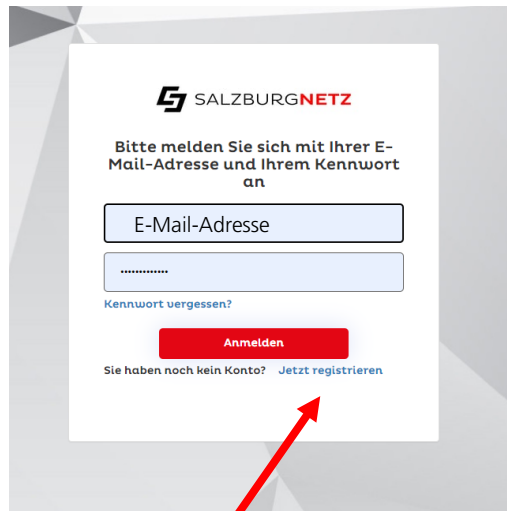 SALZBURGNETZ
Bitte melden Sie sich mit Ihrer E-
Mail-Adresse und Ihrem Kennwort
an
E-Mail-Adresse
•••••••••••••
Kennwort vergessen?
Anmelden
Sie haben noch kein Konto? Jetzt registrieren